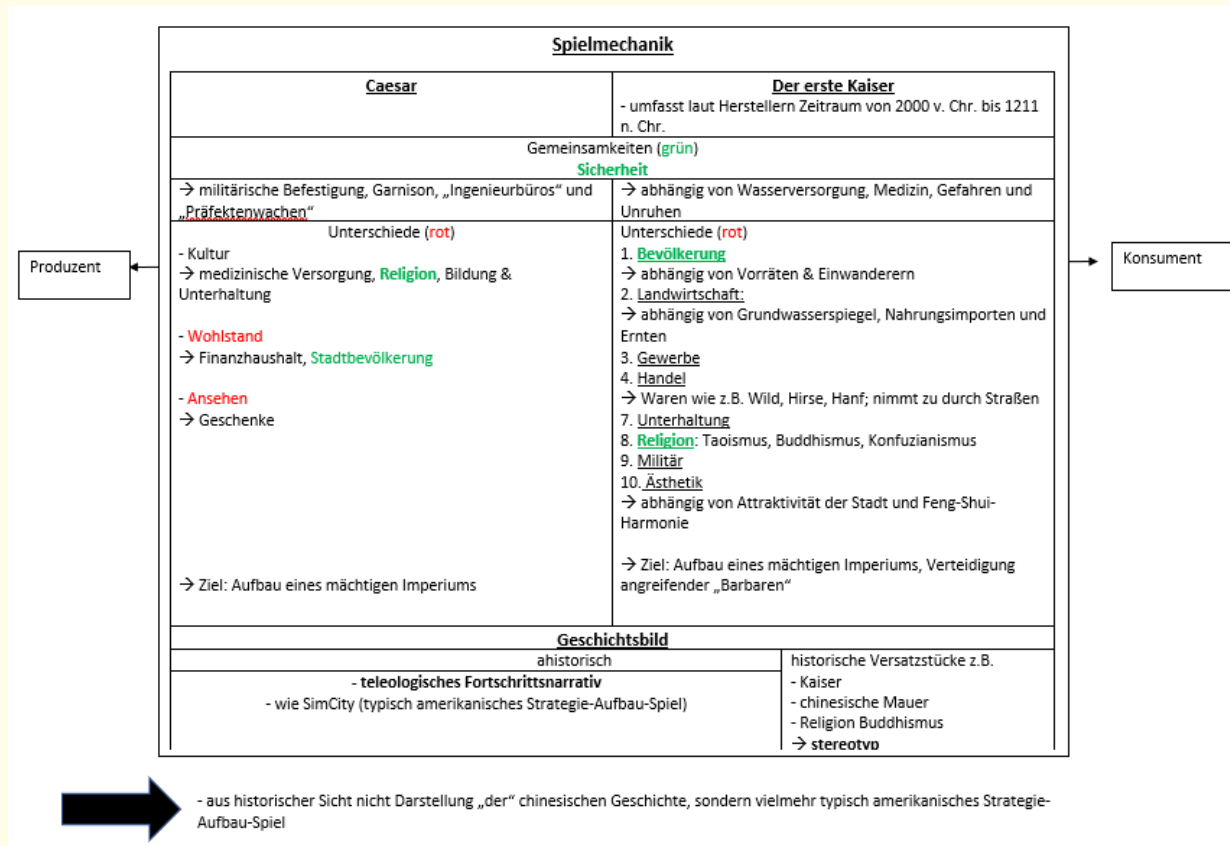 Spielmechanik
Caesar
Der erste Kaiser
- umfasst laut Herstellern Zeitraum von 2000 v. Chr. bis 1211
n. Chr.
Gemeinsamkeiten (grün)
Sicherheit
→ militärische Befestigung, Garnison, „Ingenieurbüros“ und
„Präfektenwachen“
→ abhängig von Wasserversorgung, Medizin, Gefahren und
Unruhen
Unterschiede (rot)
- Kultur
→ medizinische Versorgung, Religion, Bildung &
Unterhaltung
- Wohlstand
→ Finanzhaushalt, Stadtbevölkerung
- Ansehen
→ Geschenke
→ Ziel: Aufbau eines mächtigen Imperiums
Unterschiede (rot)
1. Bevölkerung
→ abhängig von Vorräten & Einwanderern
2. Landwirtschaft:
→ abhängig von Grundwasserspiegel, Nahrungsimporten und
Ernten
3. Gewerbe
4. Handel
→ Waren wie z.B. Wild, Hirse, Hanf; nimmt zu durch Straßen
7. Unterhaltung
8. Religion: Taoismus, Buddhismus, Konfuzianismus
9. Militär
10. Ästhetik
→ abhängig von Attraktivität der Stadt und Feng-Shui-
Harmonie
→ Ziel: Aufbau eines mächtigen Imperiums, Verteidigung
angreifender „Barbaren“
Produzent
Konsument
Geschichtsbild
ahistorisch
- teleologisches Fortschrittsnarrativ
- wie SimCity (typisch amerikanisches Strategie-Aufbau-Spiel)
historische Versatzstücke z.B.
- Kaiser
- chinesische Mauer
- Religion Buddhismus
→ stereotyp
- aus historischer Sicht nicht Darstellung „der“ chinesischen Geschichte, sondern vielmehr typisch amerikanisches Strategie-
Aufbau-Spiel